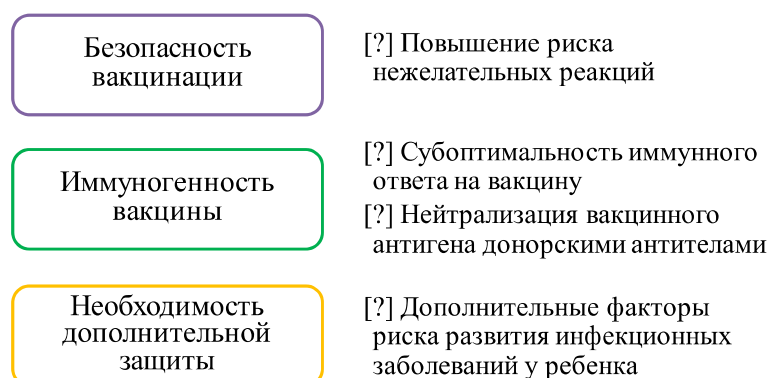 Безопасность
вакцинации
[?] Повышение риска
нежелательных реакций
Иммуногенность
вакцины
[?] Субоптимальность иммунного
ответа на вакцину
[?] Нейтрализация вакцинного
антигена донорскими антителами
Необходимость
дополнительной
защиты
[?] Дополнительные факторы
риска развития инфекционных
заболеваний у ребенка